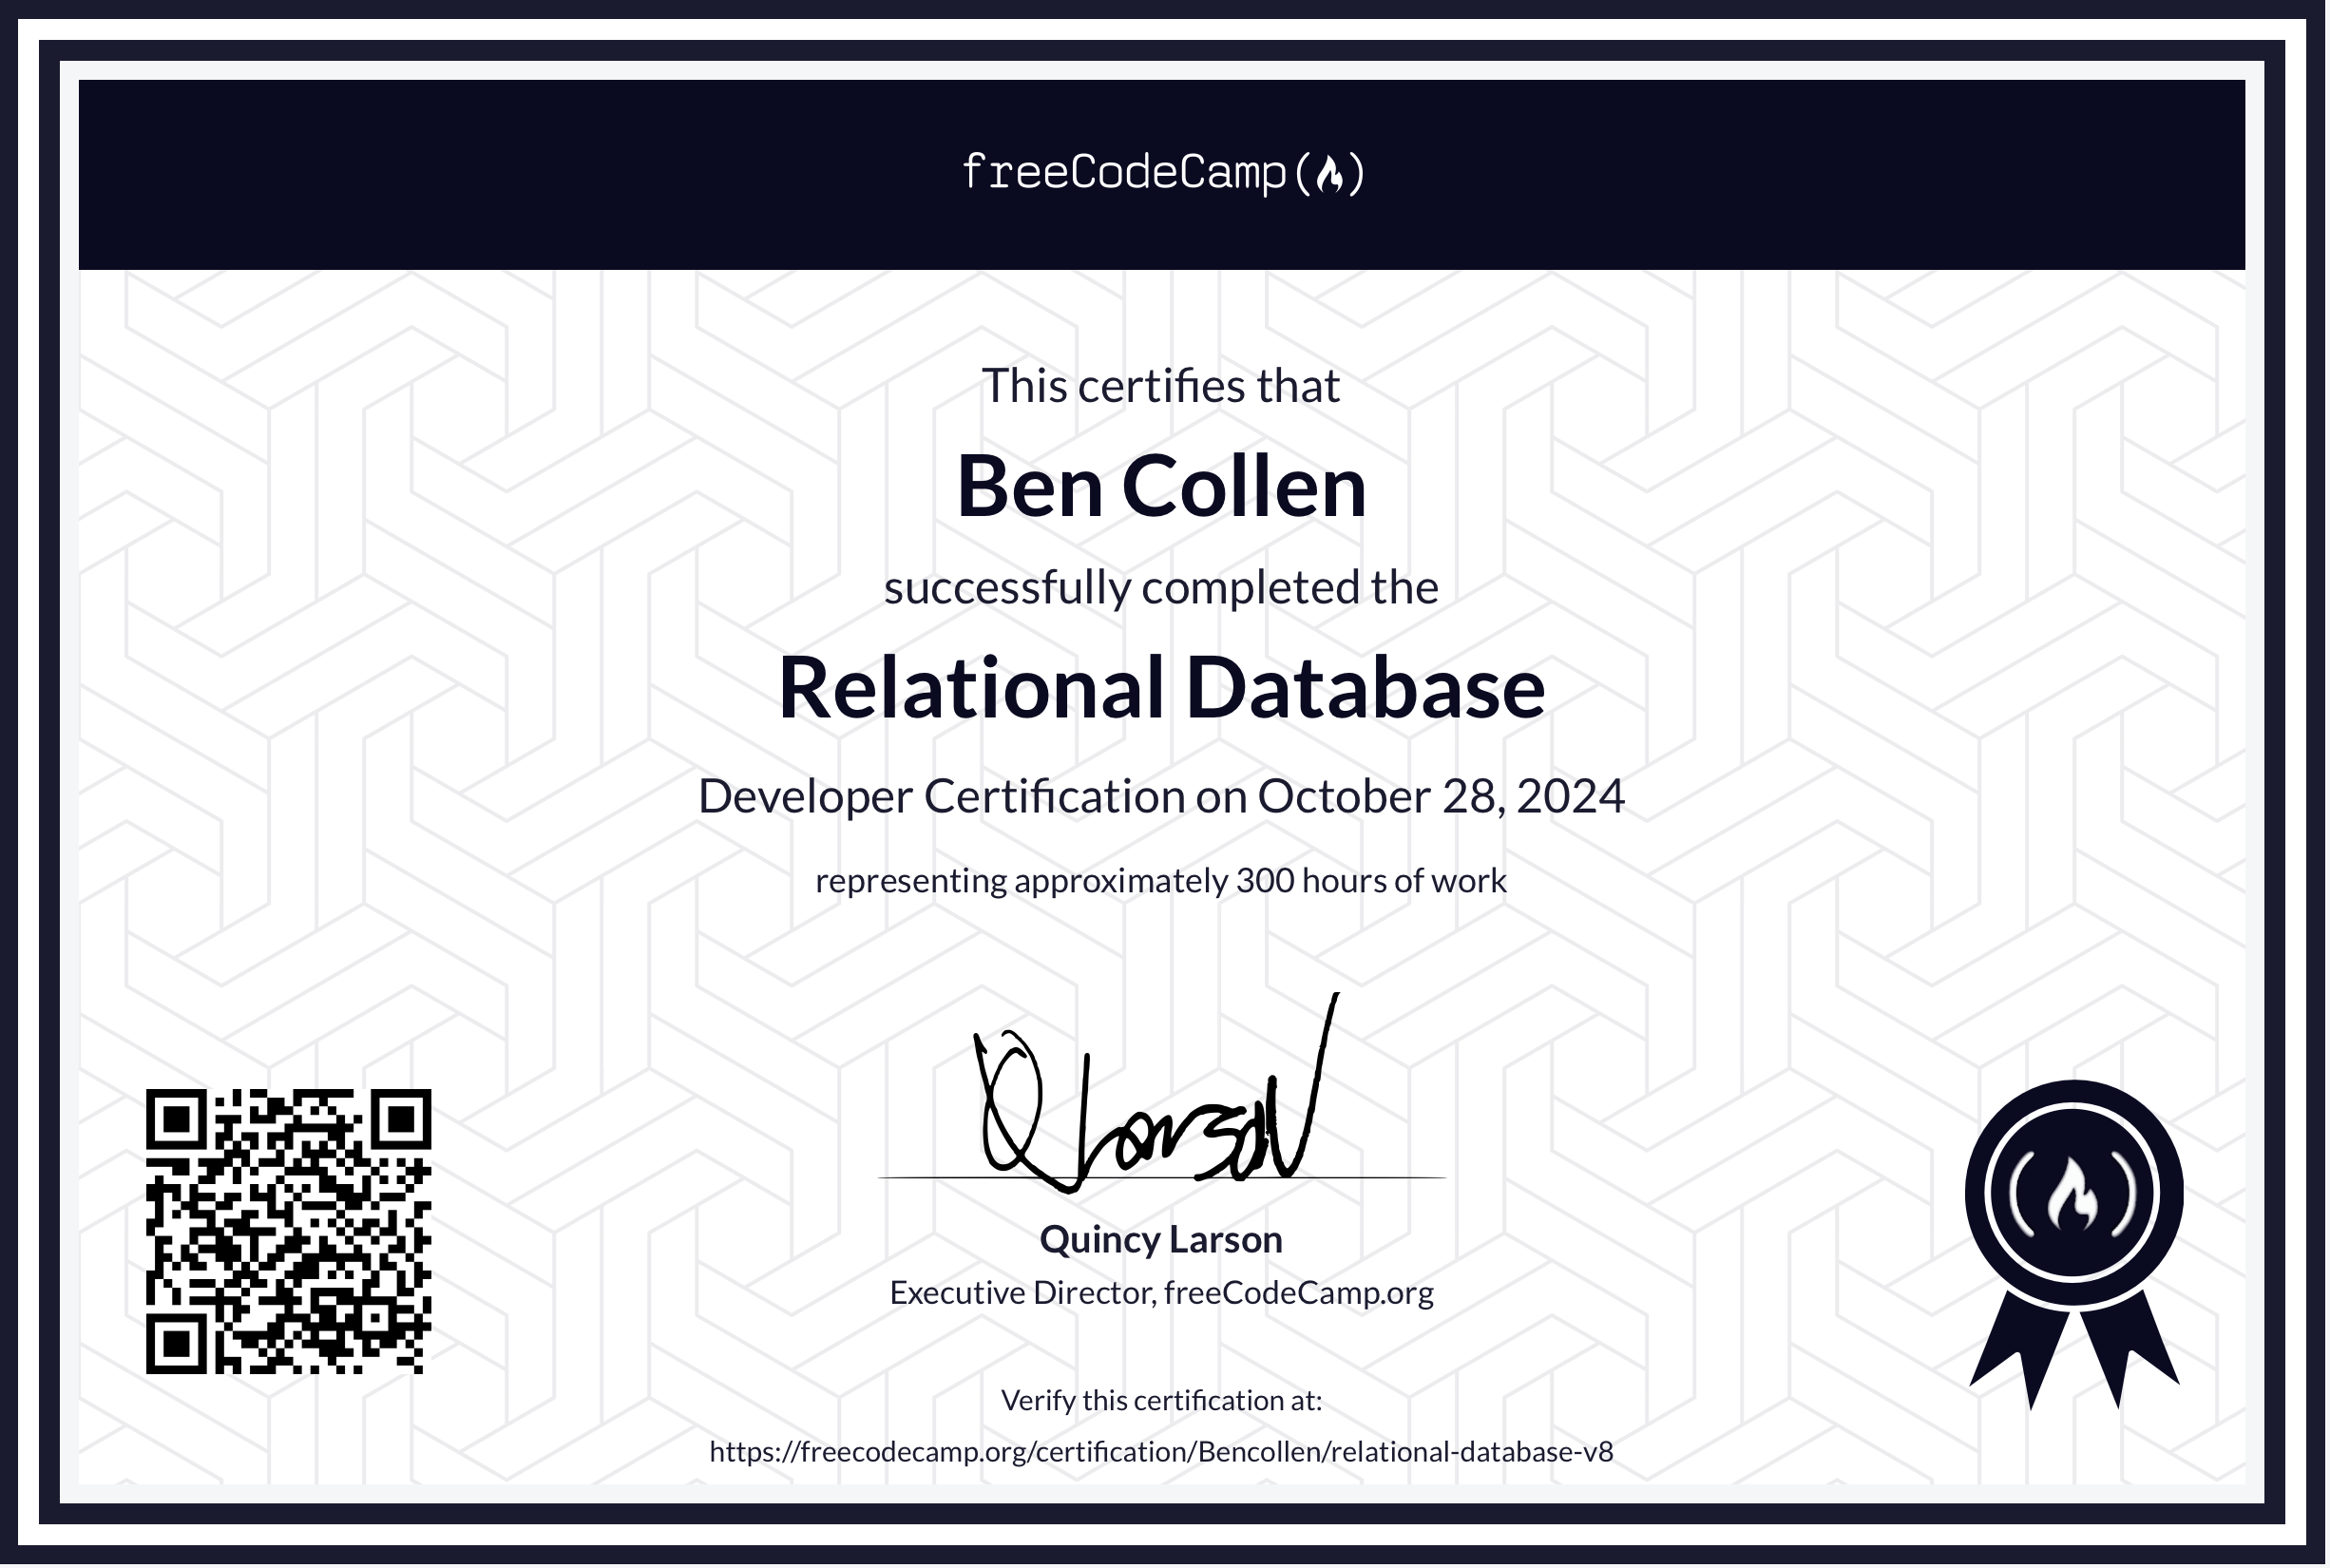 freeCodeCamp
This certifies that
Ben Collen
successfully completed the
Relational Database
Developer Certification on October 28, 2024
representing approximately 300 hours of work
Quincy Larson
Executive Director, freeCodeCamp.org
Verify this certification at:
https://freecodecamp.org/certification/Bencollen/relational-database-v8